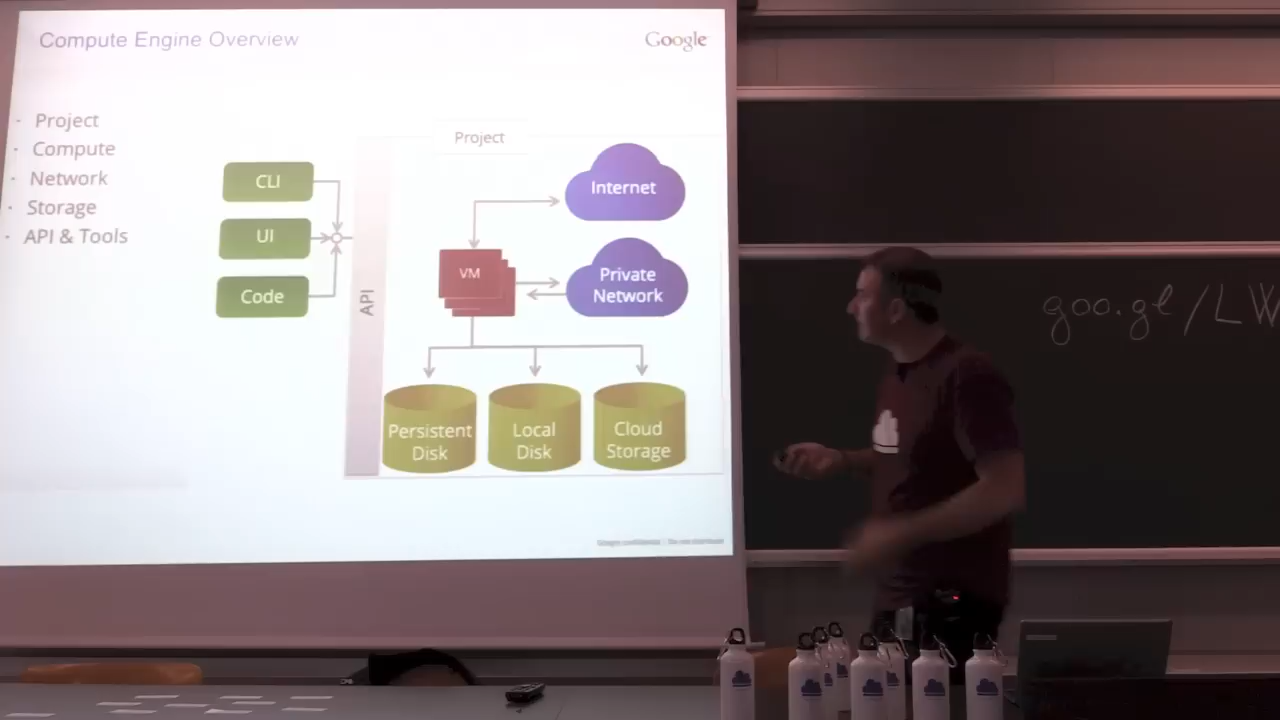 Compute Engine Overview
Google
- Project
- Compute
- Network
- Storage
- API & Tools
CLI
UI
Code
API
Project
Internet
VM
Private
Network
Persistent
Disk
Local
Disk
Cloud
Storage
goo.gl/LW